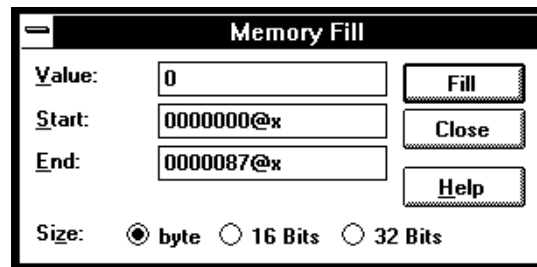 Memory Fill
Value: 0 Fill
Start: 0000000@x Close
End: 0000087@x
Help
Size: byte 16 Bits 32 Bits